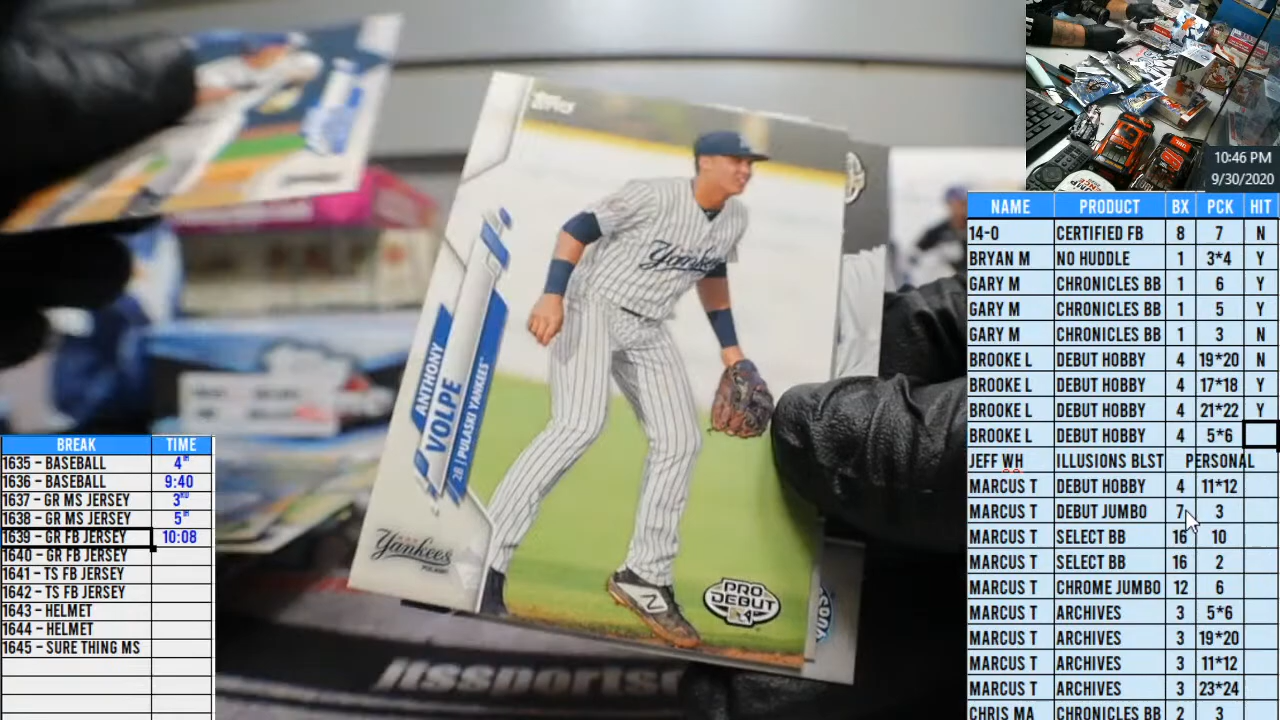 Topps
ANTHONY
VOLPE
2B | PULASKI YANKEES
Yankees
Yankees
PULASKI
PRO
DEBUT
N
jtssportsr
10:46 PM
9/30/2020
BREAK TIME
1635 – BASEBALL 4TH
1636 – BASEBALL 9:40
1637 – GR MS JERSEY 3RD
1638 – GR MS JERSEY 5TH
1639 – GR FB JERSEY 10:08
1640 – GR FB JERSEY
1641 – TS FB JERSEY
1642 – TS FB JERSEY
1643 – HELMET
1644 – HELMET
1645 – SURE THING MS
NAME PRODUCT BX PCK HIT
14-0 CERTIFIED FB 8 7 N
BRYAN M NO HUDDLE 1 3*4 Y
GARY M CHRONICLES BB 1 6 Y
GARY M CHRONICLES BB 1 5 Y
GARY M CHRONICLES BB 1 3 N
BROOKE L DEBUT HOBBY 4 19*20 N
BROOKE L DEBUT HOBBY 4 17*18 Y
BROOKE L DEBUT HOBBY 4 21*22 Y
BROOKE L DEBUT HOBBY 4 5*6
JEFF WH ILLUSIONS BLST PERSONAL
MARCUS T DEBUT HOBBY 4 11*12
MARCUS T DEBUT JUMBO 7 3
MARCUS T SELECT BB 16 10
MARCUS T SELECT BB 16 2
MARCUS T CHROME JUMBO 12 6
MARCUS T ARCHIVES 3 5*6
MARCUS T ARCHIVES 3 19*20
MARCUS T ARCHIVES 3 11*12
MARCUS T ARCHIVES 3 23*24
CHRIS MA CHRONICLES BB 2 3